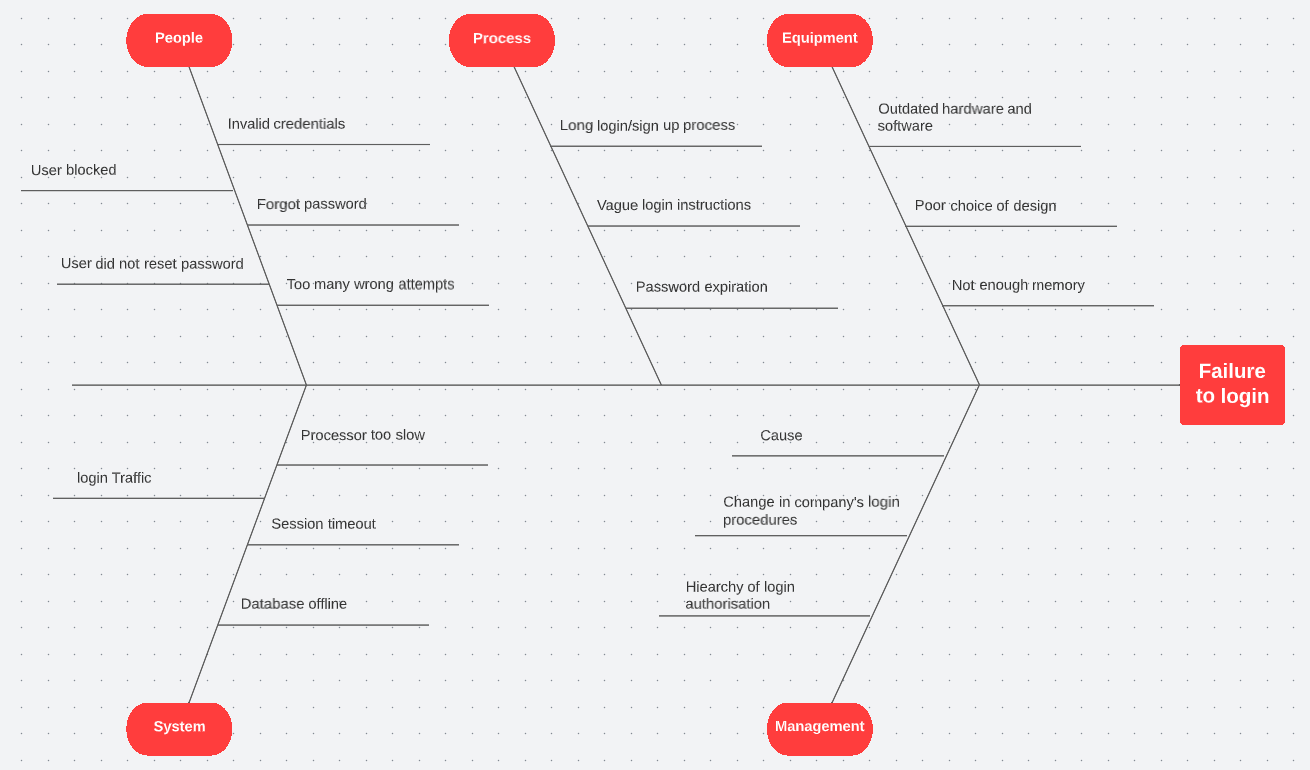 People
Process
Equipment
Invalid credentials
User blocked
Forgot password
User did not reset password
Too many wrong attempts
Long login/sign up process
Vague login instructions
Password expiration
Outdated hardware and
software
Poor choice of design
Not enough memory
Failure
to login
Processor too slow
login Traffic
Session timeout
Database offline
Cause
Change in company's login
procedures
Hiearchy of login
authorisation
System
Management